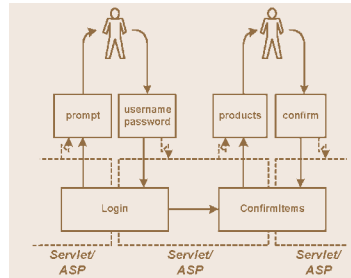 prompt
username
password
products
confirm
Login
ConfirmItems
Servlet/
ASP
Servlet/
ASP
Servlet/
ASP